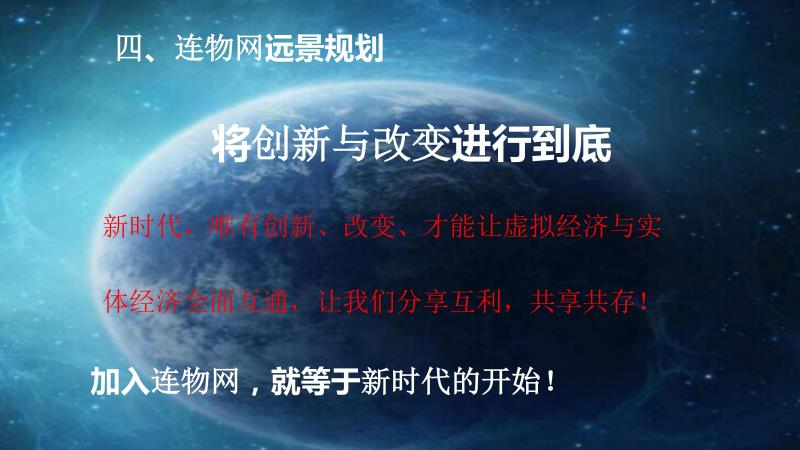 四、连物网远景规划
将创新与改变进行到底
新时代，唯有创新、改变、才能让虚拟经济与实
体经济全面互通，让我们分享互利，共享共存！
加入连物网，就等于新时代的开始！